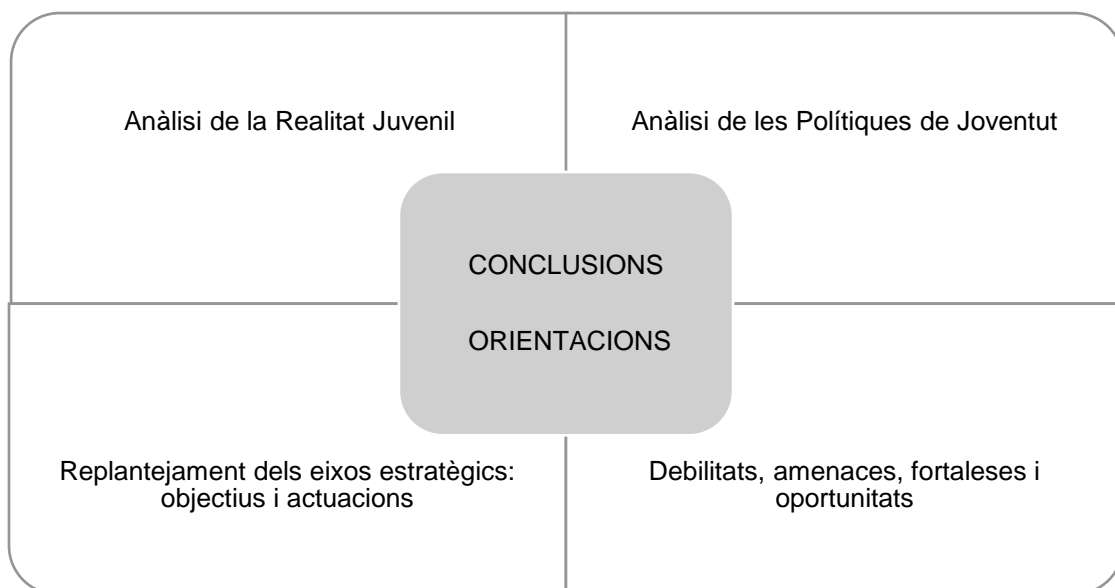 Anàlisi de la Realitat Juvenil
Anàlisi de les Polítiques de Joventut
CONCLUSIONS
ORIENTACIONS
Replantejament dels eixos estratègics:
objectius i actuacions
Debilitats, amenaces, fortaleses i
oportunitats